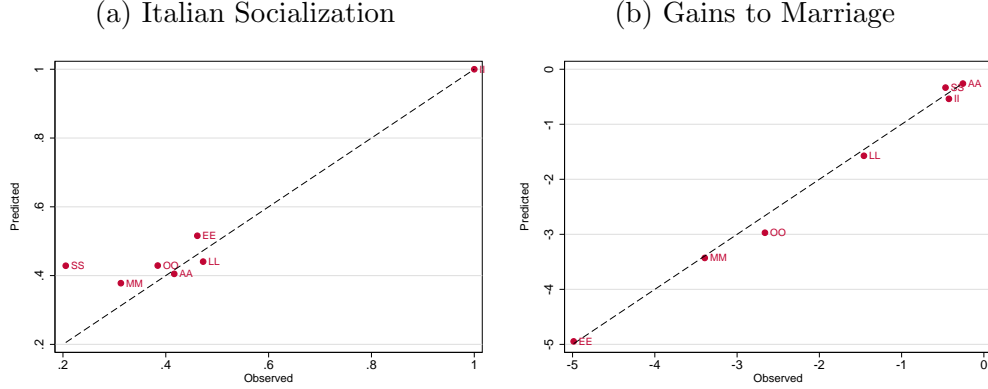 (a) Italian Socialization
Predicted
1
.8
.6
.4
.2
II
EE
SS
OO
LL
AA
MM
.2
.4
.6
.8
1
Observed
(b) Gains to Marriage
Predicted
0
-1
-2
-3
-4
-5
SS
AA
II
LL
OO
MM
EE
-5
-4
-3
-2
-1
0
Observed